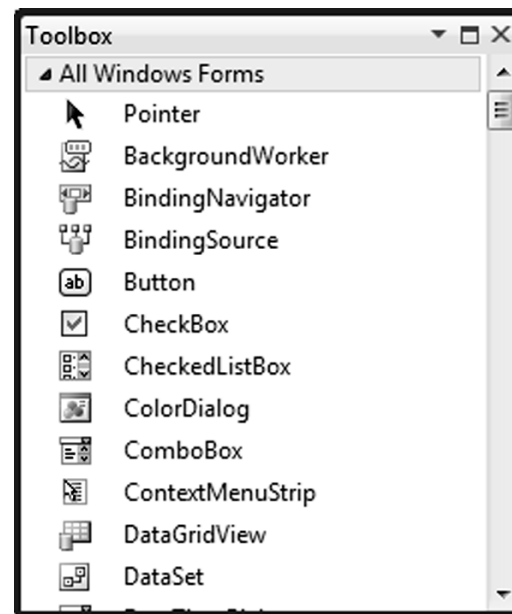 Toolbox
All Windows Forms
Pointer
BackgroundWorker
BindingNavigator
BindingSource
ab Button
CheckBox
CheckedListBox
ColorDialog
ComboBox
ContextMenuStrip
DataGridView
DataSet